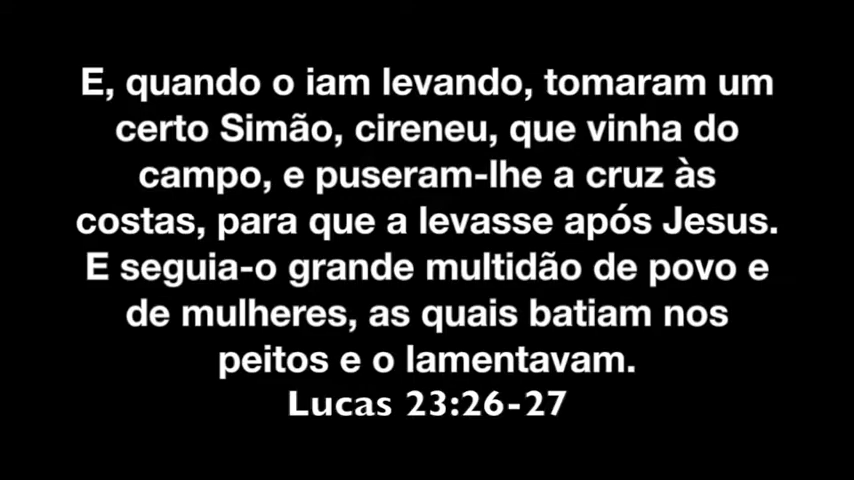 E, quando o iam levando, tomaram um
certo Simão, cireneu, que vinha do
campo, e puseram-lhe a cruz às
costas, para que a levasse após Jesus.
E seguia-o grande multidão de povo e
de mulheres, as quais batiam nos
peitos e o lamentavam.
Lucas 23:26-27